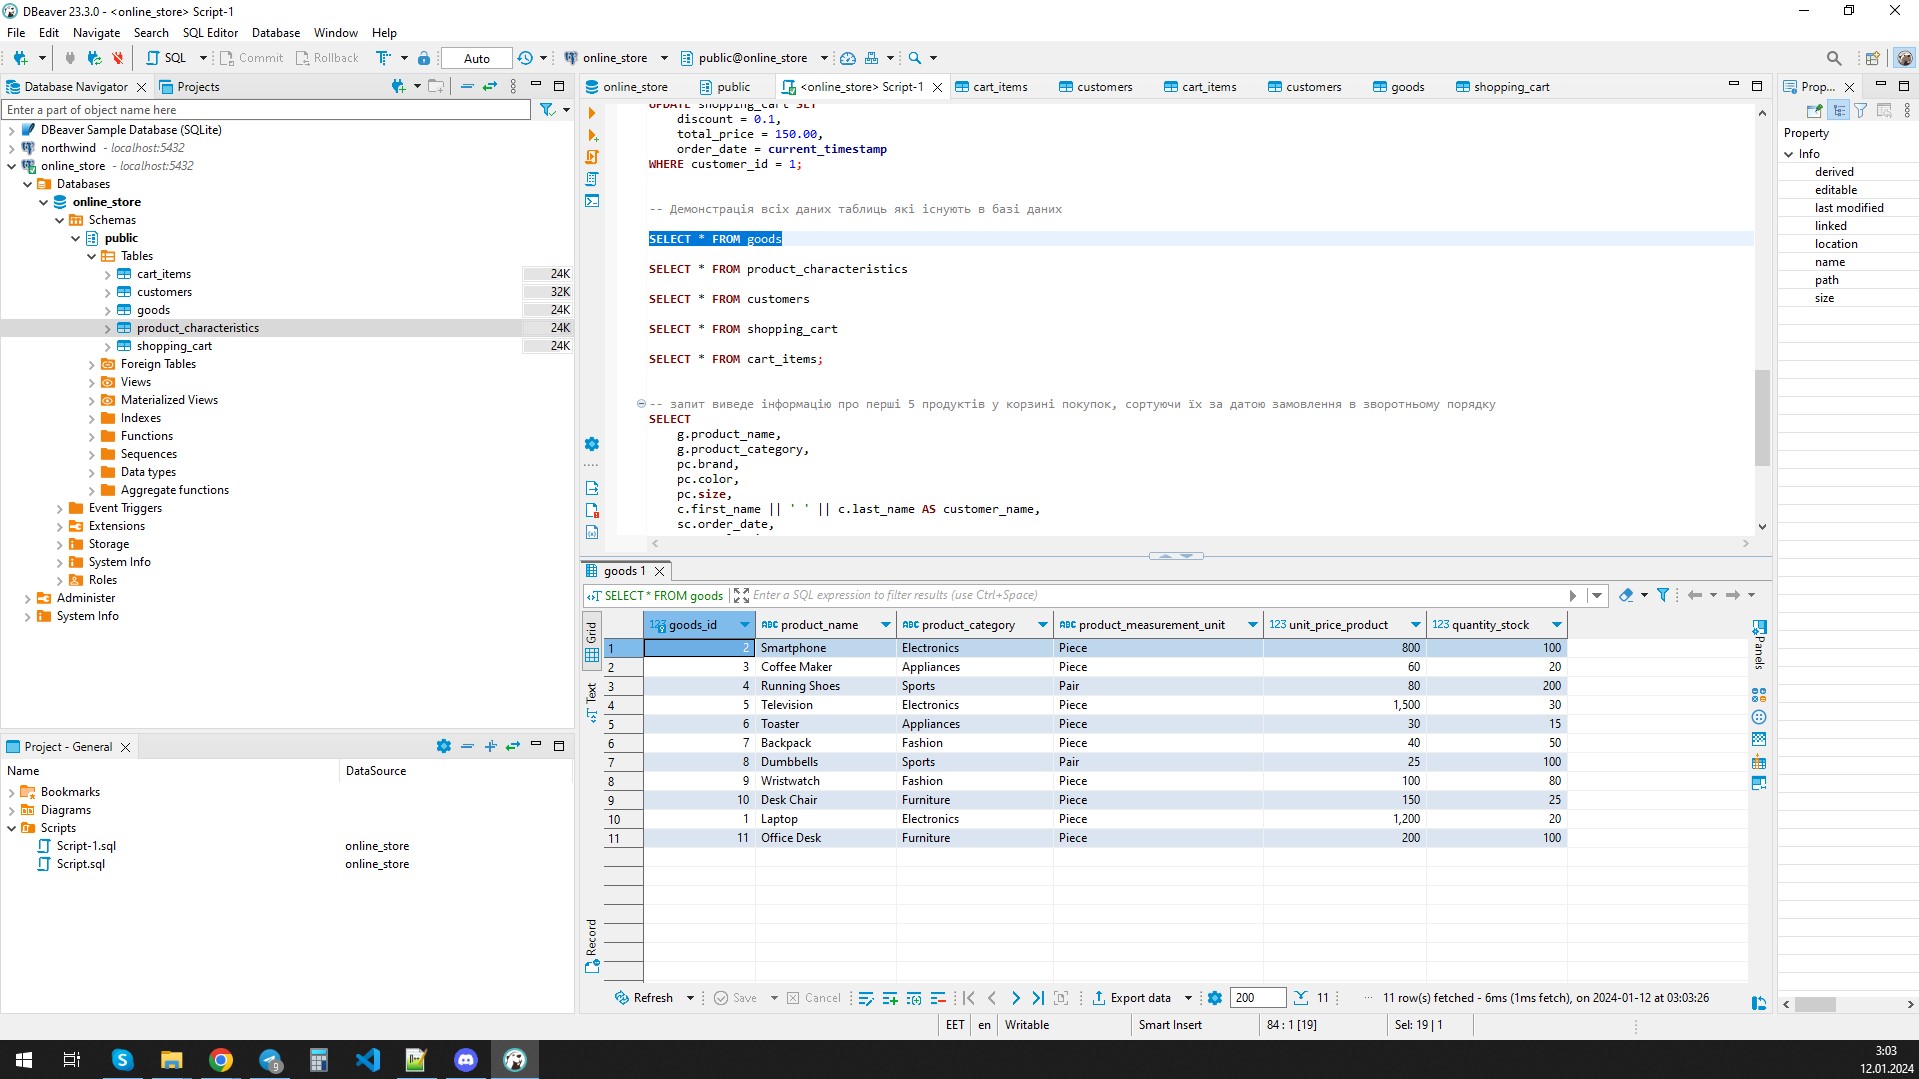 DBeaver 23.3.0 - <online_store> Script-1
File Edit Navigate Search SQL Editor Database Window Help
SQL Commit Rollback Auto online_store public@online_store
Database Navigator Projects
Enter a part of object name here
DBeaver Sample Database (SQLite)
northwind - localhost:5432
online_store - localhost:5432
Databases
online_store
Schemas
public
Tables
cart_items 24K
customers 32K
goods 24K
product_characteristics 24K
shopping_cart 24K
Foreign Tables
Views
Materialized Views
Indexes
Functions
Sequences
Data types
Aggregate functions
Event Triggers
Extensions
Storage
System Info
Roles
Administer
System Info
Project - General
Name DataSource
Bookmarks
Diagrams
Scripts
Script-1.sql online_store
Script.sql online_store
online_store public <online_store> Script-1 cart_items customers cart_items customers goods shopping_cart
UPDATE shopping_cart SET
discount = 0.1,
total_price = 150.00,
order_date = current_timestamp
WHERE customer_id = 1;
-- Демонстрація всіх даних таблиць які існують в базі даних
SELECT * FROM goods
SELECT * FROM product_characteristics
SELECT * FROM customers
SELECT * FROM shopping_cart
SELECT * FROM cart_items;
-- запит виведе інформацію про перші 5 продуктів у корзині покупок, сортуючи їх за датою замовлення в зворотньому порядку
SELECT
g.product_name,
g.product_category,
pc.brand,
pc.color,
pc.size,
c.first_name || ' ' || c.last_name AS customer_name,
sc.order_date,
goods 1
SELECT * FROM goods Enter a SQL expression to filter results (use Ctrl+Space)
Grid
Text
Record
123 goods_id ABC product_name ABC product_category ABC product_measurement_unit 123 unit_price_product 123 quantity_stock
1 2 Smartphone Electronics Piece 800 100
2 3 Coffee Maker Appliances Piece 60 20
3 4 Running Shoes Sports Pair 80 200
4 5 Television Electronics Piece 1,500 30
5 6 Toaster Appliances Piece 30 15
6 7 Backpack Fashion Piece 40 50
7 8 Dumbbells Sports Pair 25 100
8 9 Wristwatch Fashion Piece 100 80
9 10 Desk Chair Furniture Piece 150 25
10 1 Laptop Electronics Piece 1,200 20
11 11 Office Desk Furniture Piece 200 100
Panels
Refresh Save Cancel Export data 200 11 11 row(s) fetched - 6ms (1ms fetch), on 2024-01-12 at 03:03:26
EET en Writable Smart Insert 84 : 1 [19] Sel: 19 | 1
Prop...
Property
Info
derived
editable
last modified
linked
location
name
path
size
9
3:03
12.01.2024